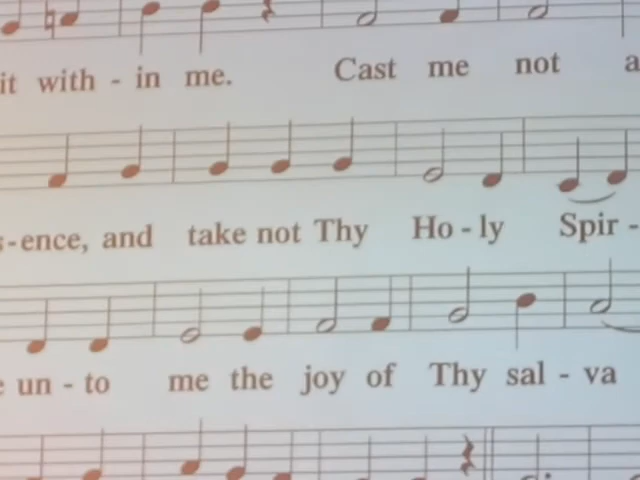 it with - in me. Cast me not a
s-ence, and take not Thy Ho - ly Spir -
e un - to me the joy of Thy sal - va